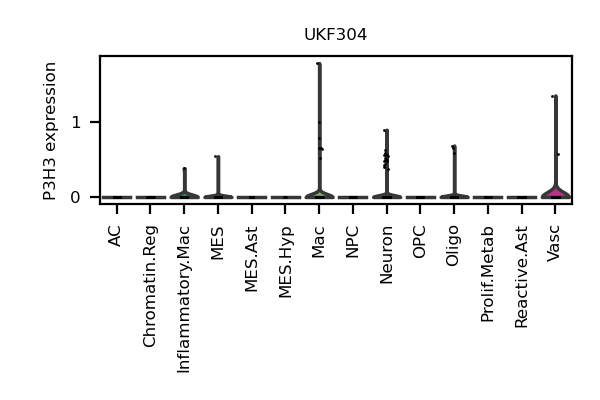 UKF304
P3H3 expression
1
0
AC
Chromatin.Reg
Inflammatory.Mac
MES
MES.Ast
MES.Hyp
Mac
NPC
Neuron
OPC
Oligo
Prolif.Metab
Reactive.Ast
Vasc